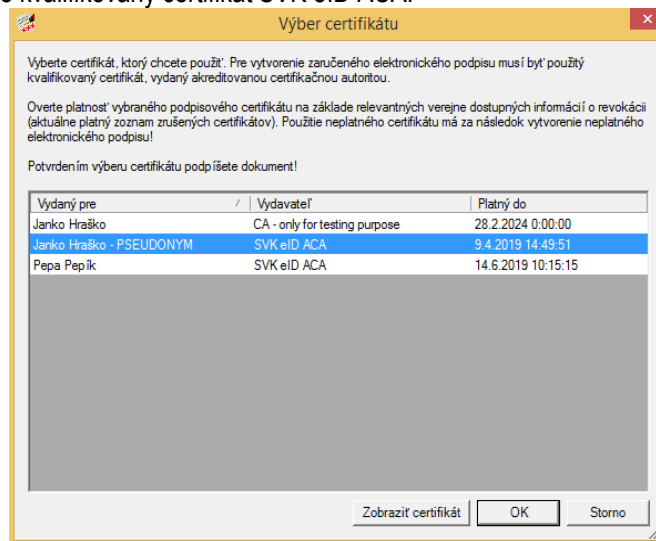 kvalifikovaný certifikát SVK eID ACA.
Výber certifikátu
Vyberte certifikát, ktorý chcete použiť. Pre vytvorenie zaručeného elektronického podpisu musí byť použitý
kvalifikovaný certifikát, vydaný akreditovanou certifikačnou autoritou.
Overte platnosť vybraného podpisového certifikátu na základe relevantných verejne dostupných informácií o revokácii
(aktuálne platný zoznam zrušených certifikátov). Použitie neplatného certifikátu má za následok vytvorenie neplatného
elektronického podpisu!
Potvrdením výberu certifikátu podpíšete dokument!
Vydaný pre / Vydavateľ Platný do
Janko Hraško CA - only for testing purpose 28.2.2024 0:00:00
Janko Hraško - PSEUDONYM SVK eID ACA 9.4.2019 14:49:51
Pepa Pepík SVK eID ACA 14.6.2019 10:15:15
Zobraziť certifikát OK Storno